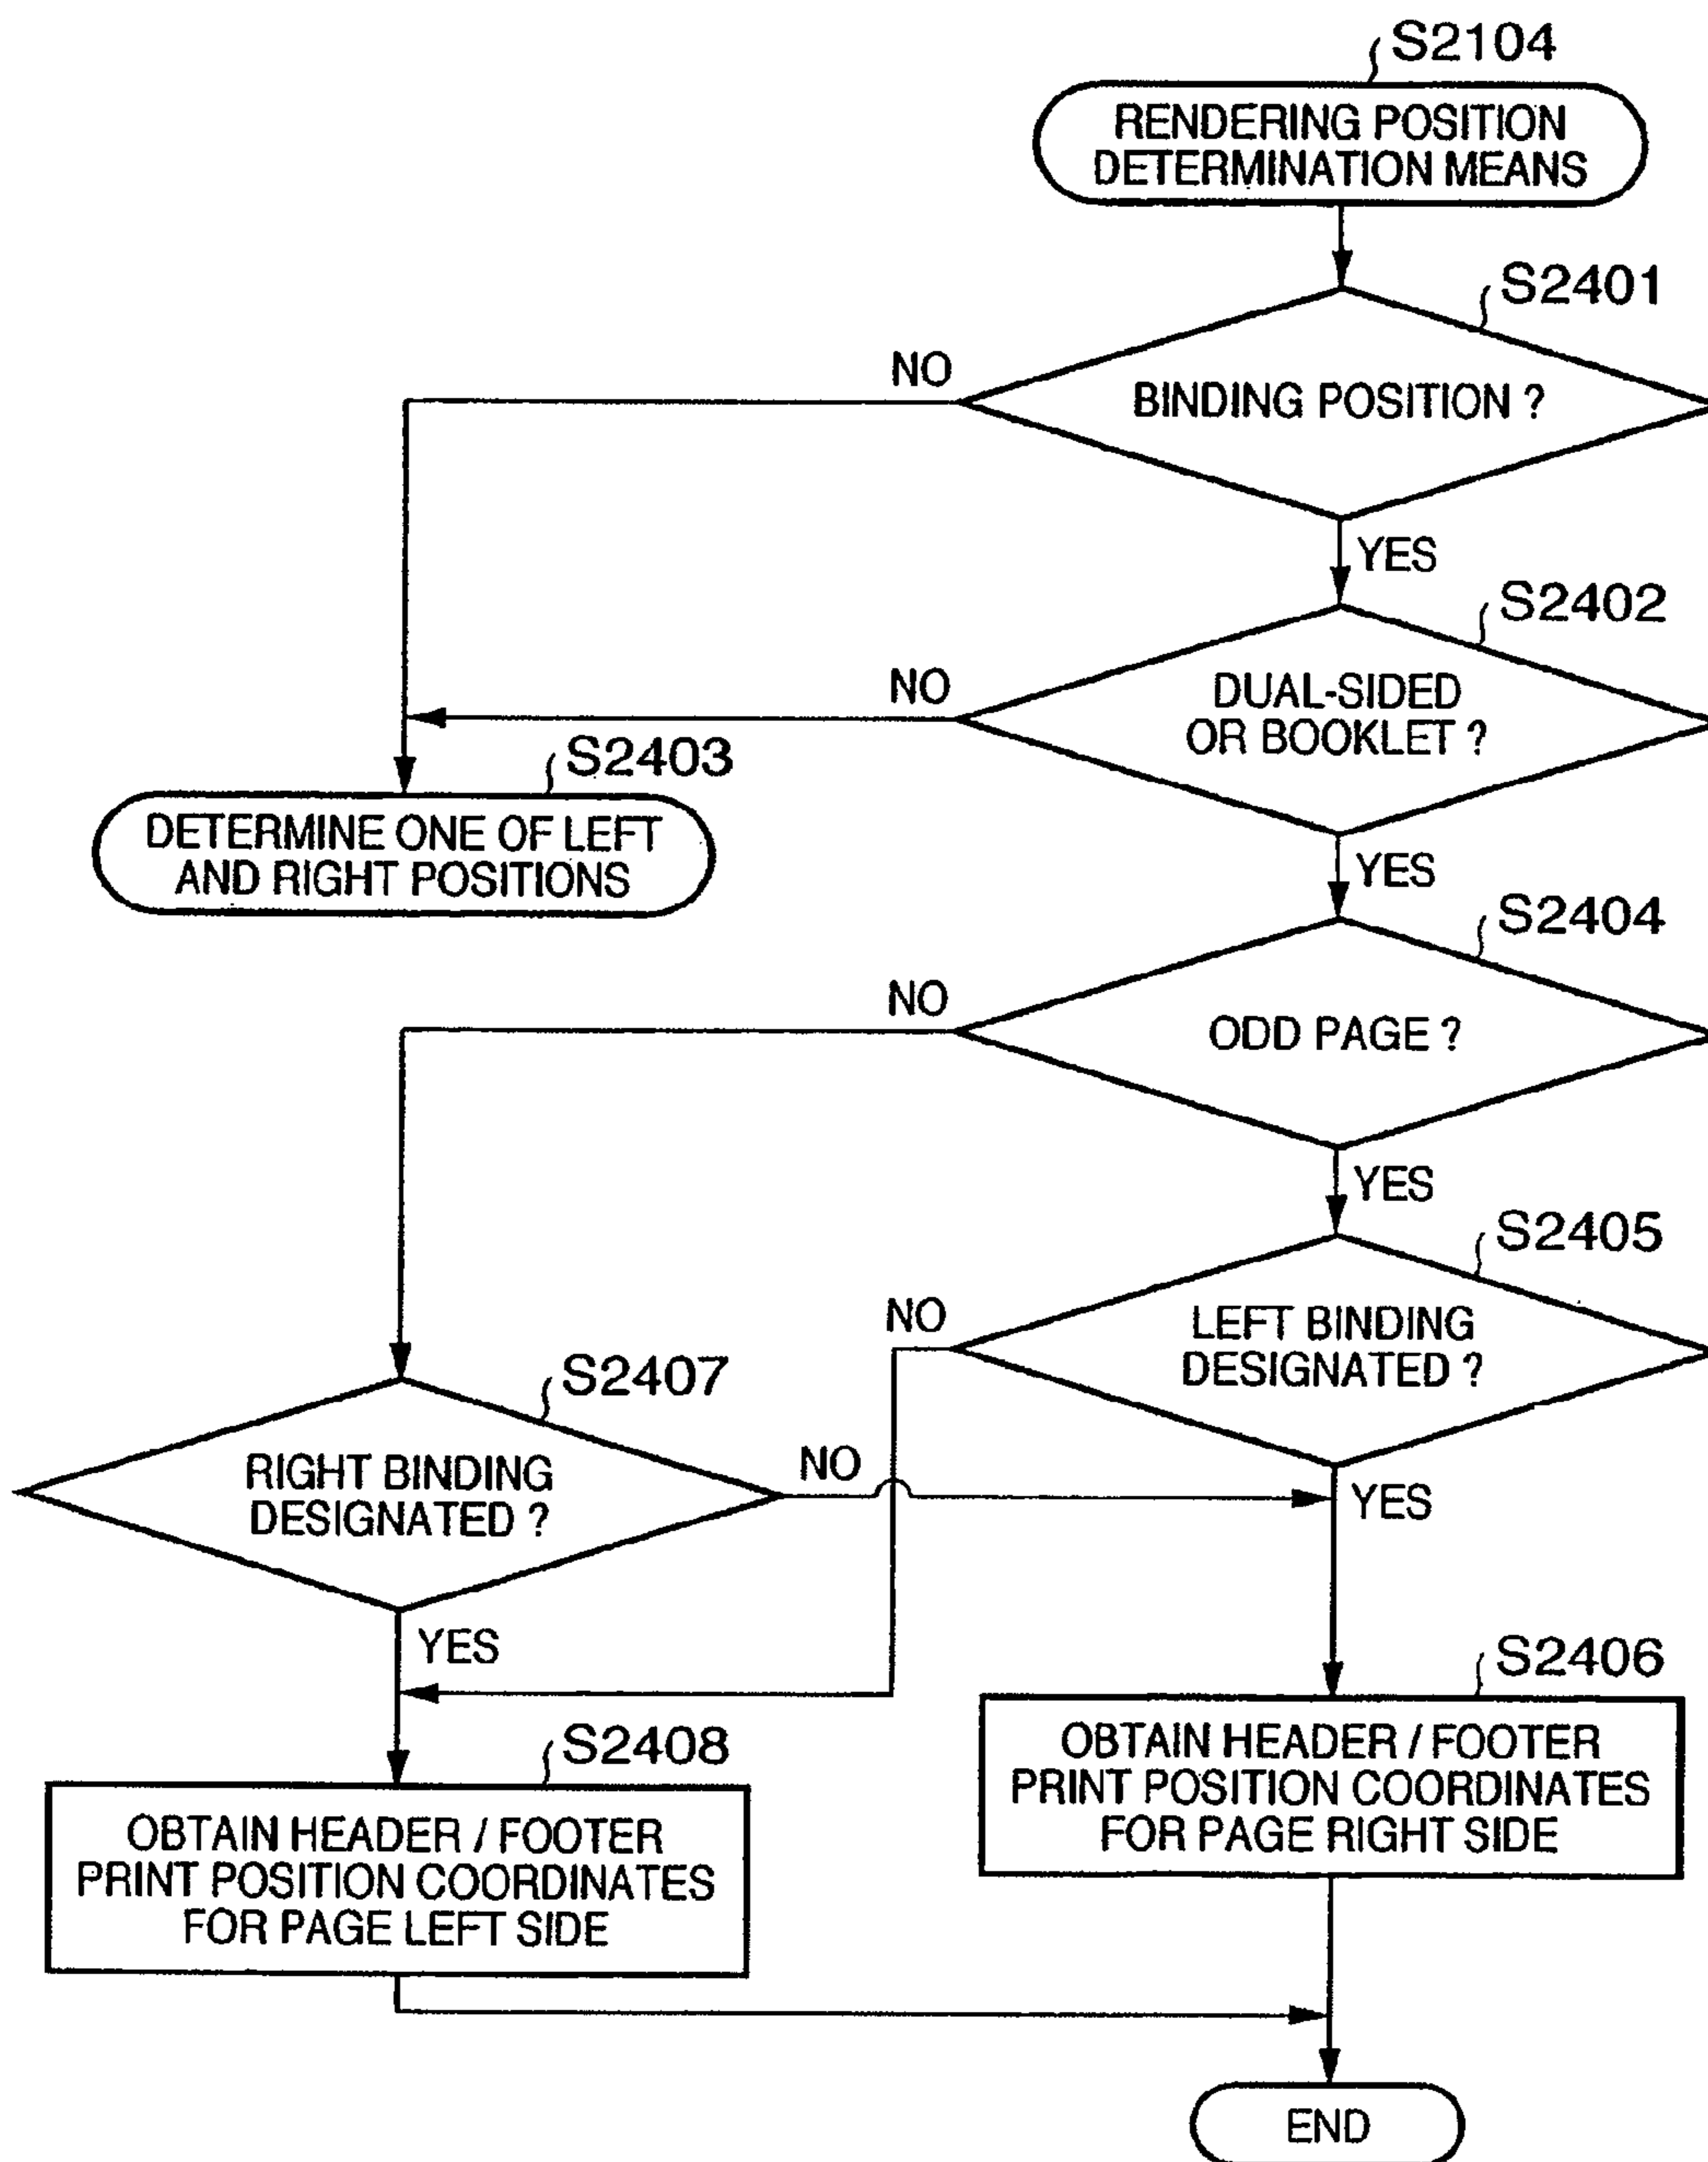 S2104
RENDERING POSITION
DETERMINATION MEANS
S2401
NO
BINDING POSITION ?
YES
S2402
NO
DUAL-SIDED
OR BOOKLET ?
S2403
DETERMINE ONE OF LEFT
AND RIGHT POSITIONS
YES
S2404
NO
ODD PAGE ?
YES
S2405
NO
LEFT BINDING
DESIGNATED ?
S2407
RIGHT BINDING
DESIGNATED ?
NO
YES
YES
S2406
OBTAIN HEADER / FOOTER
PRINT POSITION COORDINATES
FOR PAGE RIGHT SIDE
S2408
OBTAIN HEADER / FOOTER
PRINT POSITION COORDINATES
FOR PAGE LEFT SIDE
END